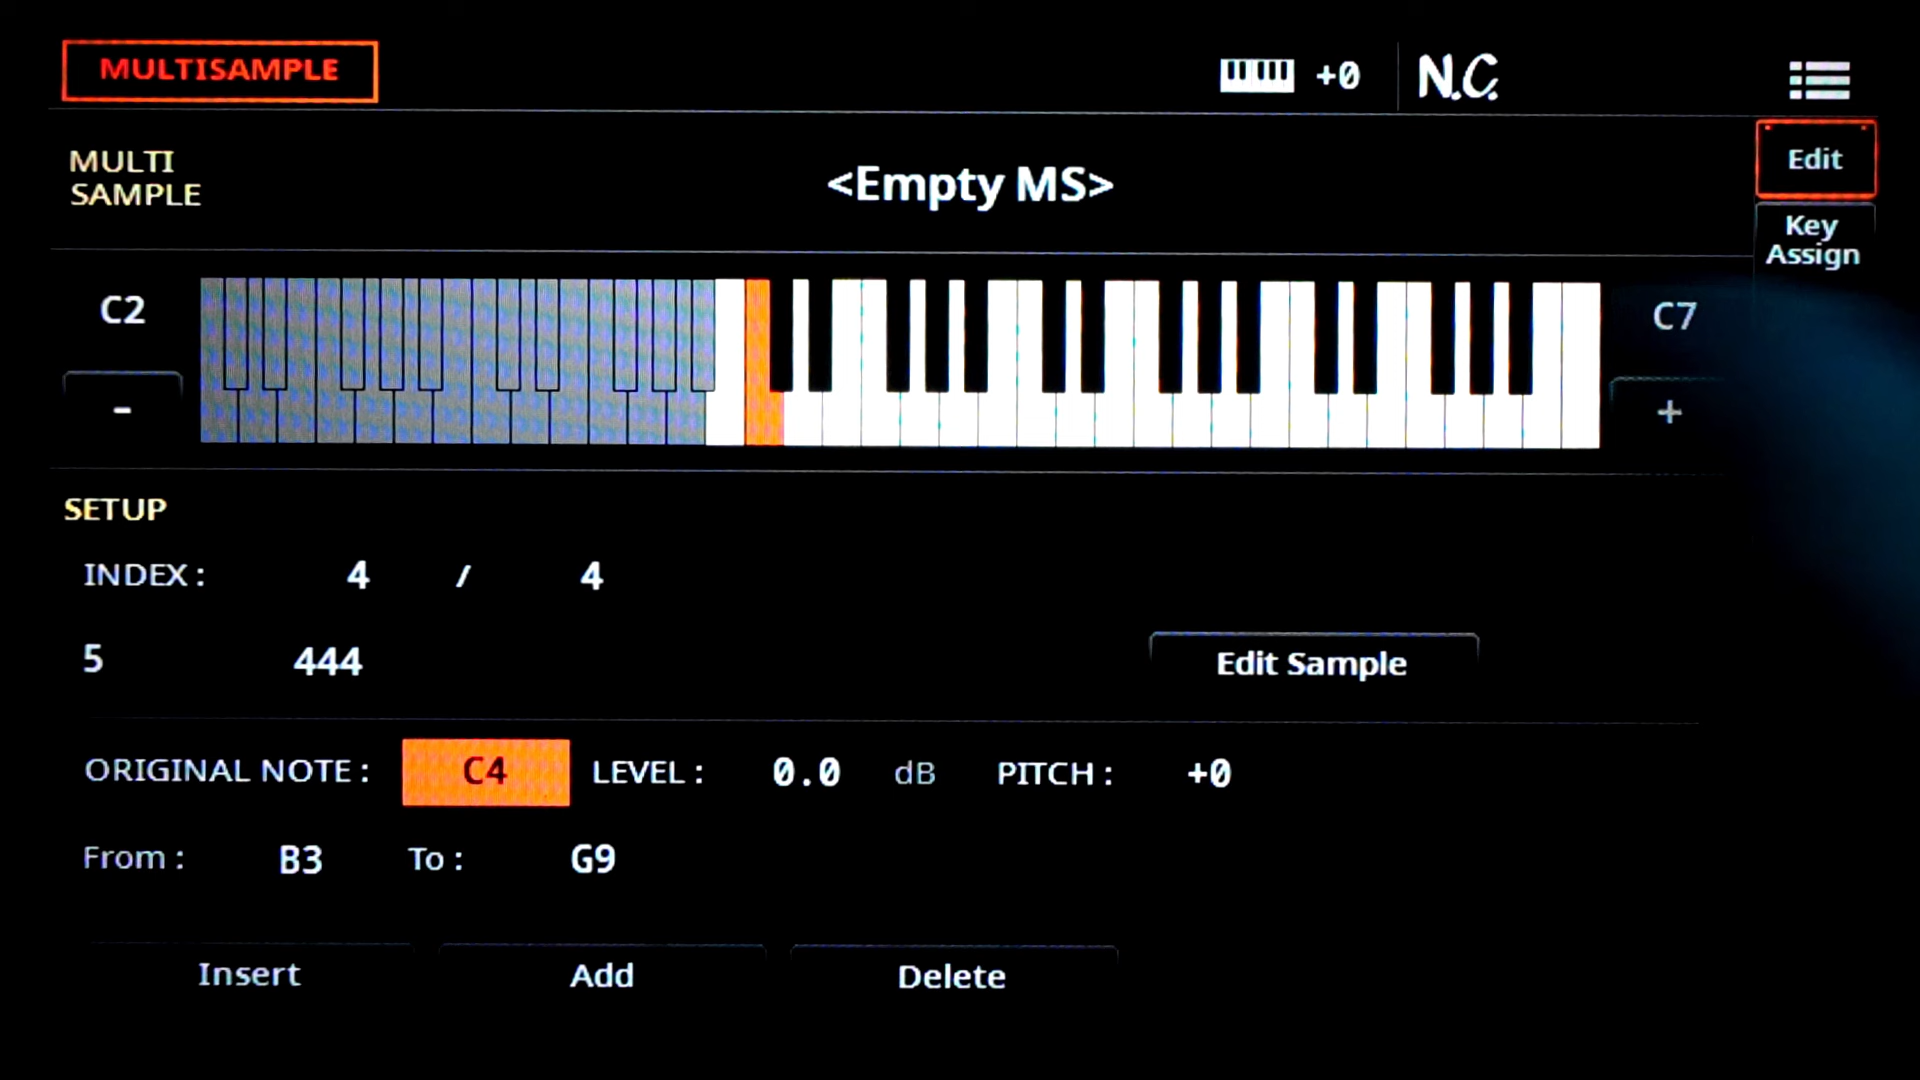 MULTISAMPLE +0 N.C.
MULTI
SAMPLE
<Empty MS>
Edit
Key
Assign
C2 C7
- +
SETUP
INDEX : 4 / 4
5 444 Edit Sample
ORIGINAL NOTE : C4 LEVEL : 0.0 dB PITCH : +0
From : B3 To : G9
Insert Add Delete